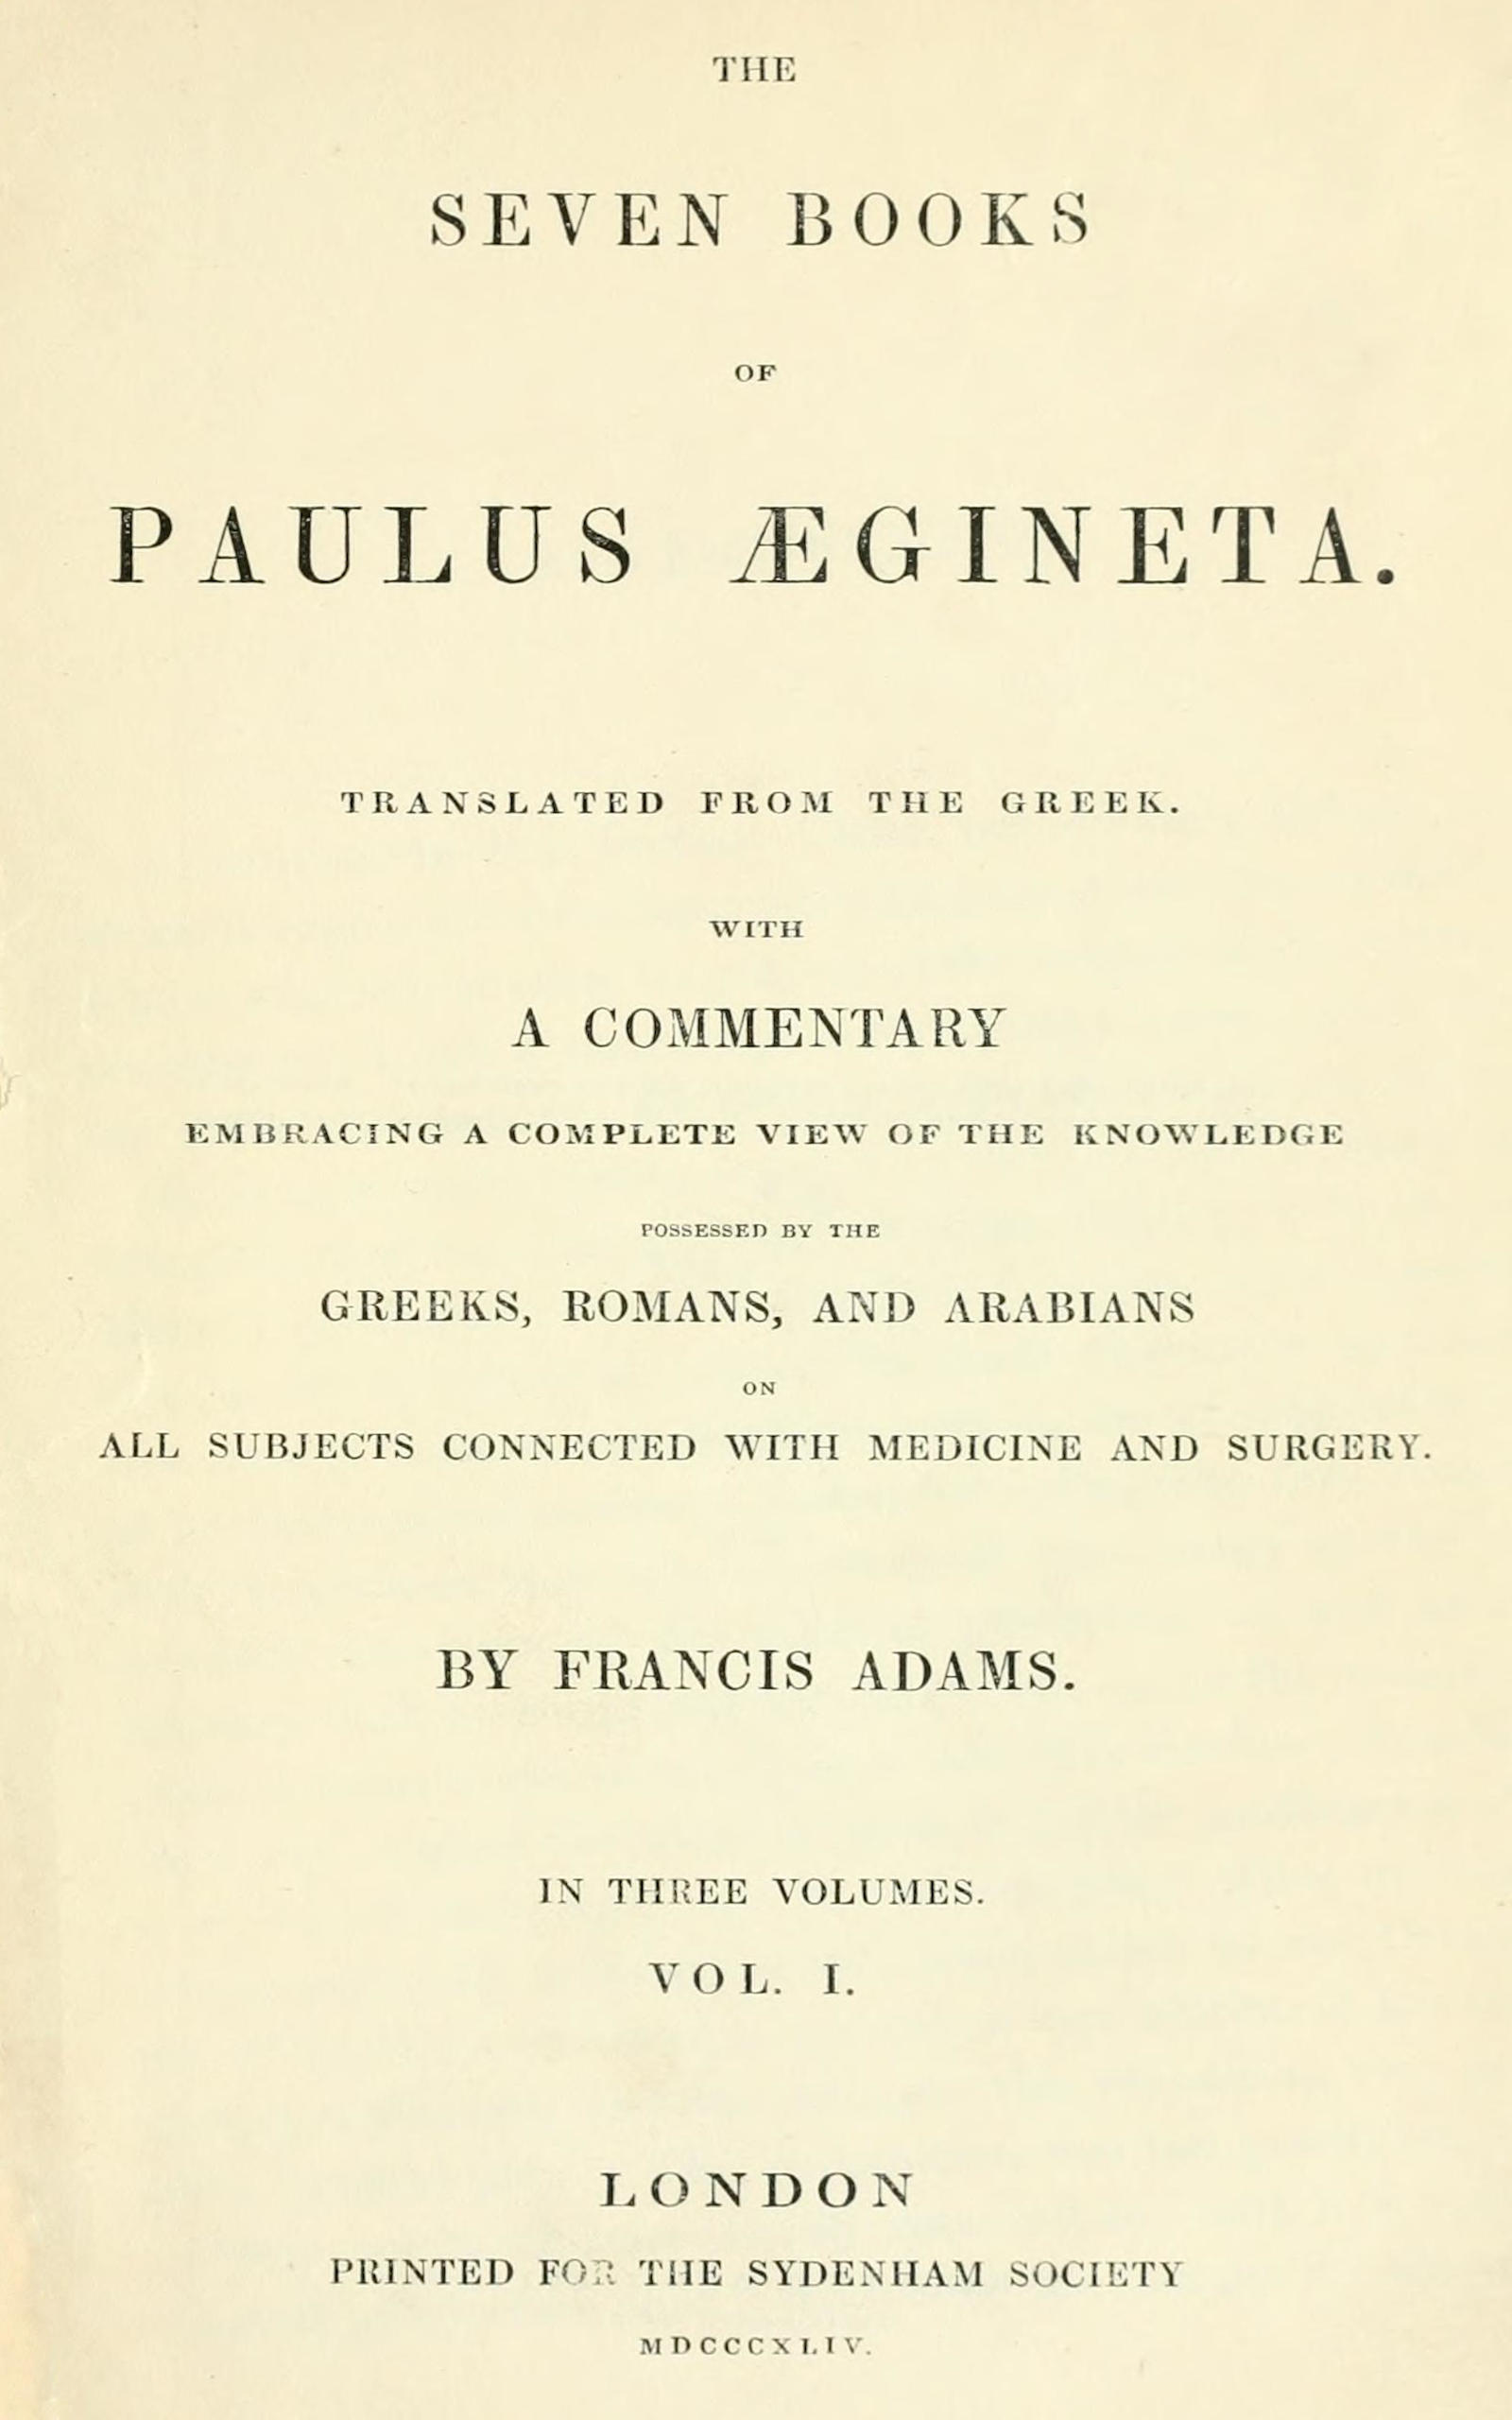 THE
SEVEN BOOKS
OF
PAULUS ÆGINETA.
TRANSLATED FROM THE GREEK.
WITH
A COMMENTARY
EMBRACING A COMPLETE VIEW OF THE KNOWLEDGE
POSSESSED BY THE
GREEKS, ROMANS, AND ARABIANS
ON
ALL SUBJECTS CONNECTED WITH MEDICINE AND SURGERY.
BY FRANCIS ADAMS.
IN THREE VOLUMES.
VOL. I.
LONDON
PRINTED FOR THE SYDENHAM SOCIETY
MDCCCXLIV.